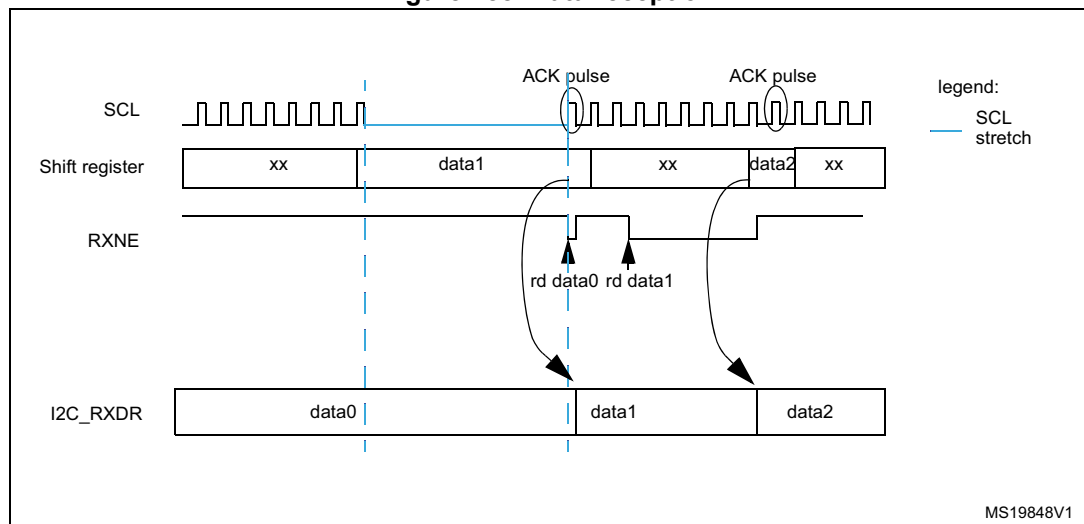 ACK pulse ACK pulse
legend:
SCL
SCL
stretch
Shift register xx data1 xx data2 xx
RXNE
rd data0 rd data1
I2C_RXDR data0 data1 data2
MS19848V1